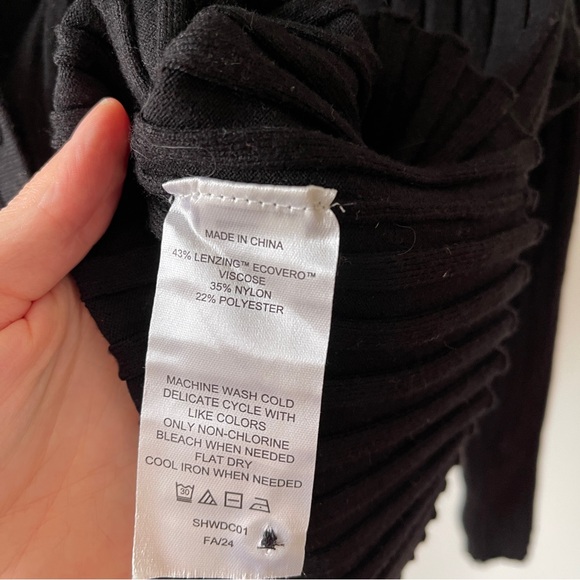 MADE IN CHINA
43% LENZING™ ECOVERO™
VISCOSE
35% NYLON
22% POLYESTER
MACHINE WASH COLD
DELICATE CYCLE WITH
LIKE COLORS
ONLY NON-CHLORINE
BLEACH WHEN NEEDED
FLAT DRY
COOL IRON WHEN NEEDED
30
SHWDC01
FA/24